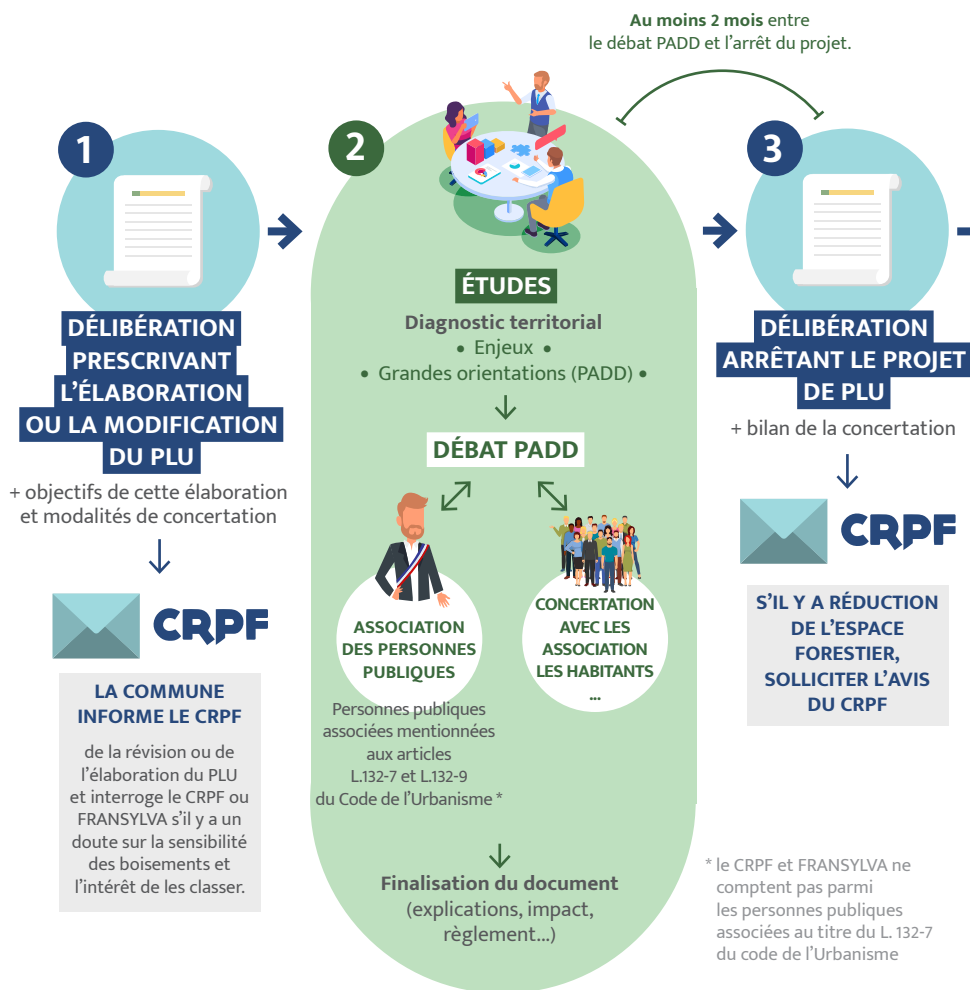 Au moins 2 mois entre
le débat PADD et l'arrêt du projet.
1
DÉLIBÉRATION
PRESCRIVANT
L'ÉLABORATION
OU LA MODIFICATION
DU PLU
+ objectifs de cette élaboration
et modalités de concertation
CRPF
LA COMMUNE
INFORME LE CRPF
de la révision ou de
l'élaboration du PLU
et interroge le CRPF ou
FRANSYLVA s'il y a un
doute sur la sensibilité
des boisements et
l'intérêt de les classer.
2
ÉTUDES
Diagnostic territorial
• Enjeux •
• Grandes orientations (PADD) •
DÉBAT PADD
ASSOCIATION
DES PERSONNES
PUBLIQUES
Personnes publiques
associées mentionnées
aux articles
L.132-7 et L.132-9
du Code de l'Urbanisme *
CONCERTATION
AVEC LES
ASSOCIATION
LES HABITANTS
...
Finalisation du document
(explications, impact,
règlement...)
3
DÉLIBÉRATION
ARRÊTANT LE PROJET
DE PLU
+ bilan de la concertation
CRPF
S'IL Y A RÉDUCTION
DE L'ESPACE
FORESTIER,
SOLLICITER L'AVIS
DU CRPF
* le CRPF et FRANSYLVA ne
comptent pas parmi
les personnes publiques
associées au titre du L. 132-7
du code de l'Urbanisme